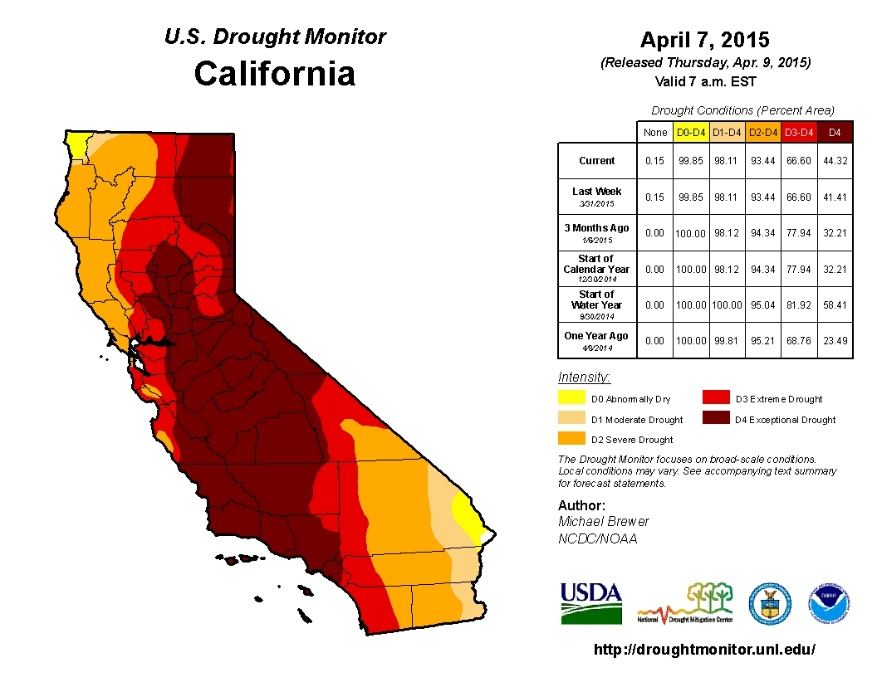 U.S. Drought Monitor
California
April 7, 2015
(Released Thursday, Apr. 9, 2015)
Valid 7 a.m. EST
Drought Conditions (Percent Area)
None D0-D4 D1-D4 D2-D4 D3-D4 D4
Current 0.15 99.85 98.11 93.44 66.60 44.32
Last Week 3/31/2015 0.15 99.85 98.11 93.44 66.60 41.41
3 Months Ago 1/6/2015 0.00 100.00 98.12 94.34 77.94 32.21
Start of Calendar Year 12/30/2014 0.00 100.00 98.12 94.34 77.94 32.21
Start of Water Year 9/30/2014 0.00 100.00 100.00 95.04 81.92 58.41
One Year Ago 4/8/2014 0.00 100.00 99.81 95.21 68.76 23.49
Intensity:
D0 Abnormally Dry
D1 Moderate Drought
D2 Severe Drought
D3 Extreme Drought
D4 Exceptional Drought
The Drought Monitor focuses on broad-scale conditions.
Local conditions may vary. See accompanying text summary
for forecast statements.
Author:
Michael Brewer
NCDC/NOAA
USDA
National Drought Mitigation Center
http://droughtmonitor.unl.edu/